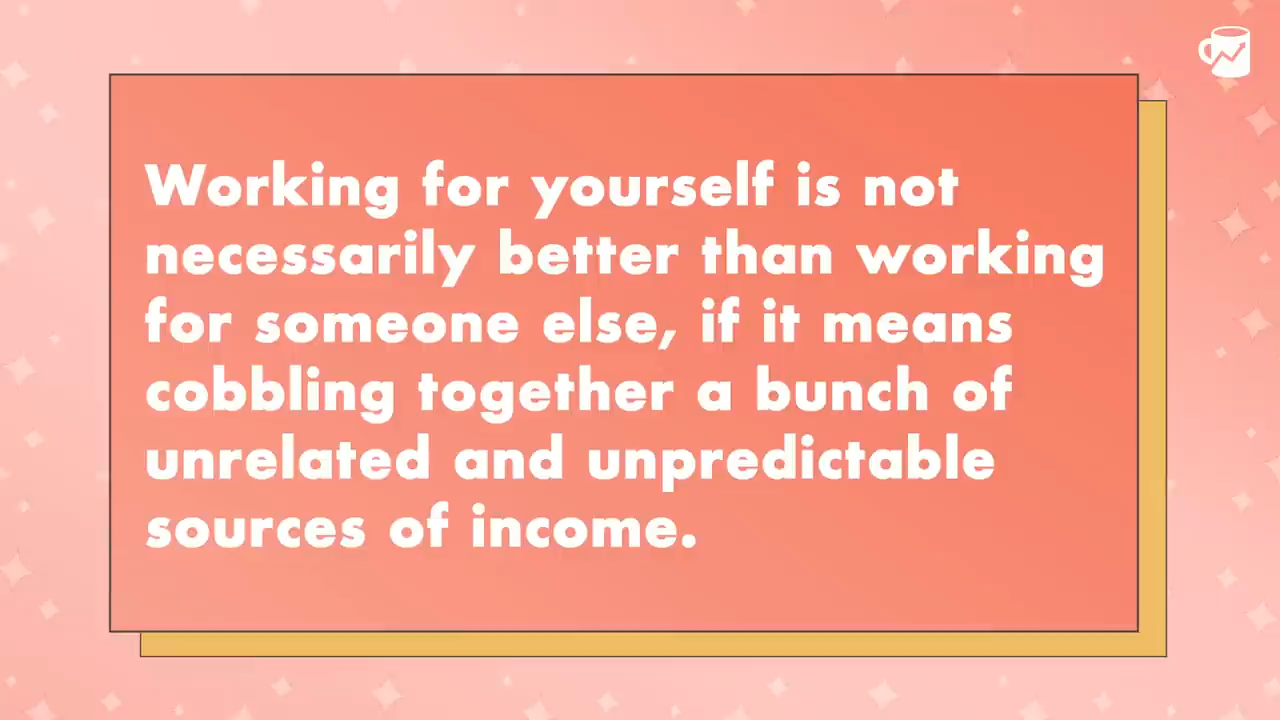 Working for yourself is not
necessarily better than working
for someone else, if it means
cobbling together a bunch of
unrelated and unpredictable
sources of income.